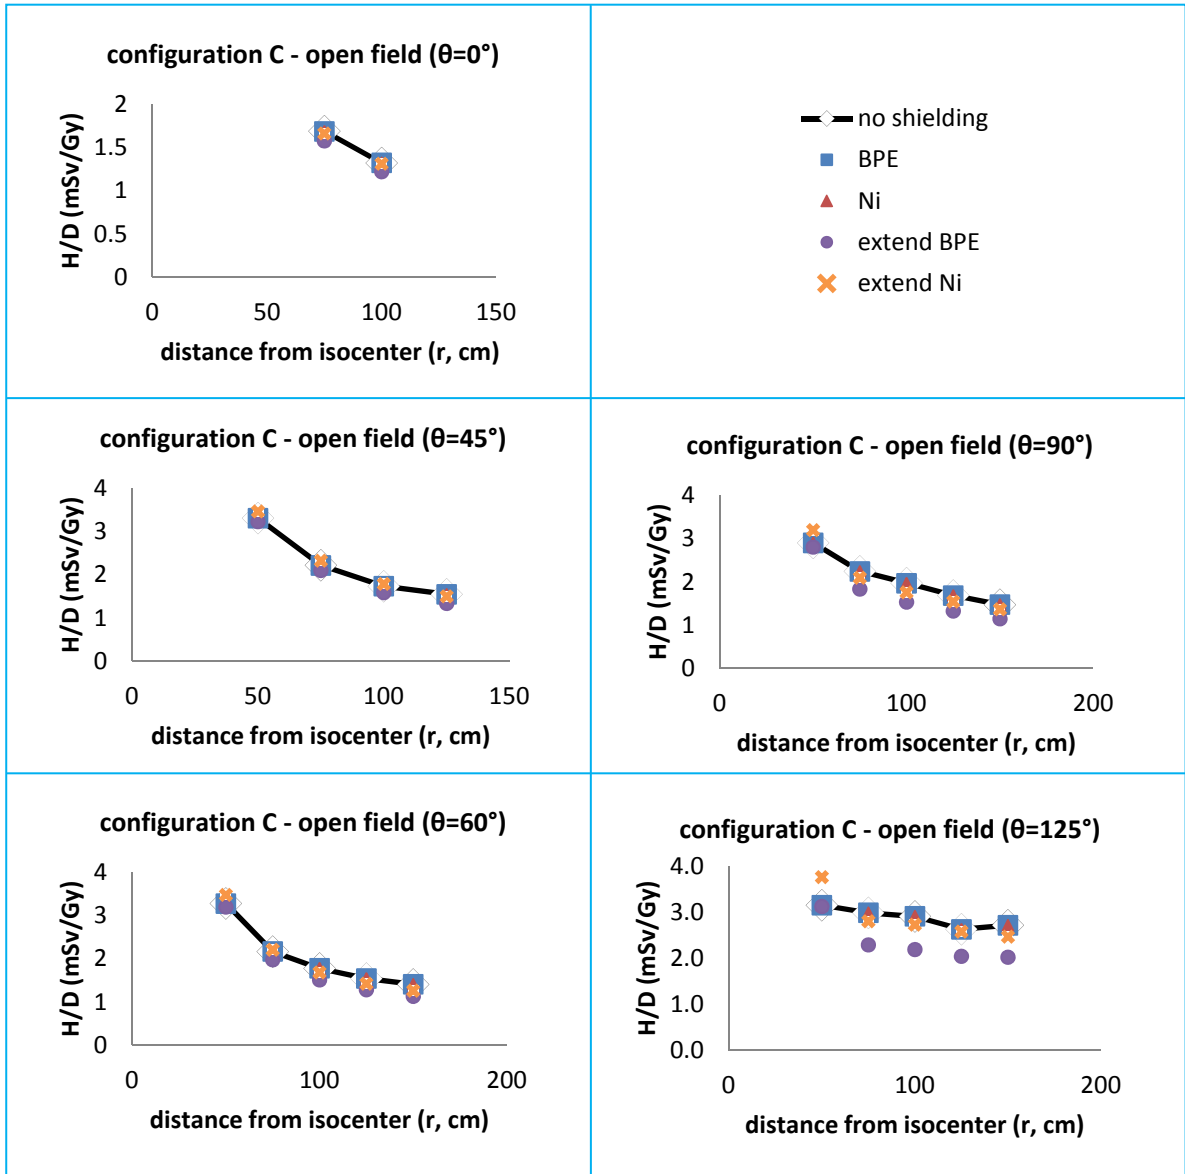 configuration C - open field (θ=0°)
H/D (mSv/Gy)
2
1.5
1
0.5
0
0 50 100 150
distance from isocenter (r, cm)
no shielding
BPE
Ni
extend BPE
extend Ni
configuration C - open field (θ=45°)
H/D (mSv/Gy)
4
3
2
1
0
0 50 100 150
distance from isocenter (r, cm)
configuration C - open field (θ=90°)
H/D (mSv/Gy)
4
3
2
1
0
0 100 200
distance from isocenter (r, cm)
configuration C - open field (θ=60°)
H/D (mSv/Gy)
4
3
2
1
0
0 100 200
distance from isocenter (r, cm)
configuration C - open field (θ=125°)
H/D (mSv/Gy)
4.0
3.0
2.0
1.0
0.0
0 100 200
distance from isocenter (r, cm)